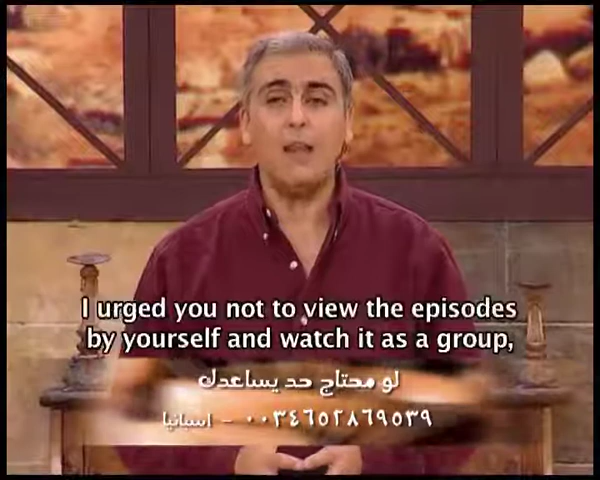 I urged you not to view the episodes
by yourself and watch it as a group,
لو محتاج حد يساعدك
٠٠٣٤٦٥٢٨٦٩٥٣٩ – اسبانيا